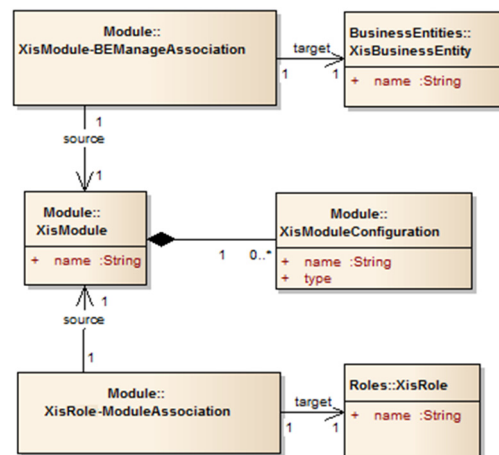 Module::
XisModule-BEManageAssociation
target
1
1
BusinessEntities::
XisBusinessEntity
+ name :String
1
source
1
Module::
XisModule
+ name :String
1
0..*
Module::
XisModuleConfiguration
+ name :String
+ type
1
source
1
Module::
XisRole-ModuleAssociation
target
1
1
Roles::XisRole
+ name :String